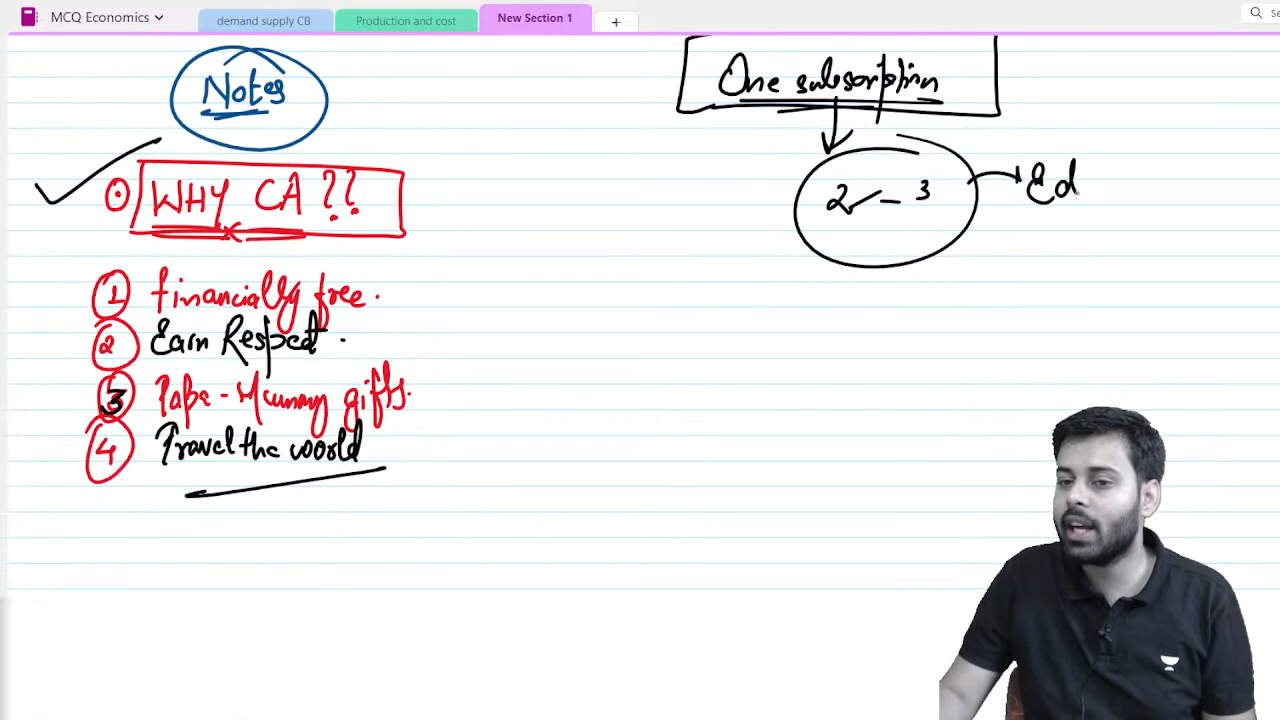 MCQ Economics
demand supply CB
Production and cost
New Section 1
+
Se
Notes
WHY CA ??
1 financially free.
2 Earn Respect.
3 Papa - Mummy gifts.
4 Travel the world
One subscription
2 - 3
Ed